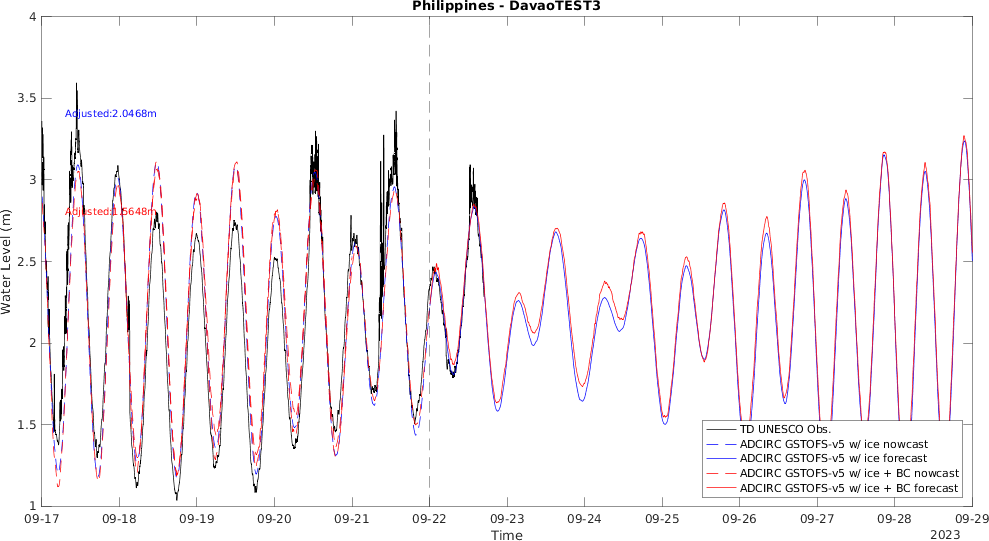 Philippines - DavaoTEST3
Water Level (m)
4
3.5
3
2.5
2
1.5
1
Adjusted:2.0468m
Adjusted:1.5648m
TD UNESCO Obs.
ADCIRC GSTOFS-v5 w/ ice nowcast
ADCIRC GSTOFS-v5 w/ ice forecast
ADCIRC GSTOFS-v5 w/ ice + BC nowcast
ADCIRC GSTOFS-v5 w/ ice + BC forecast
09-17 09-18 09-19 09-20 09-21 09-22 09-23 09-24 09-25 09-26 09-27 09-28 09-29
Time
2023